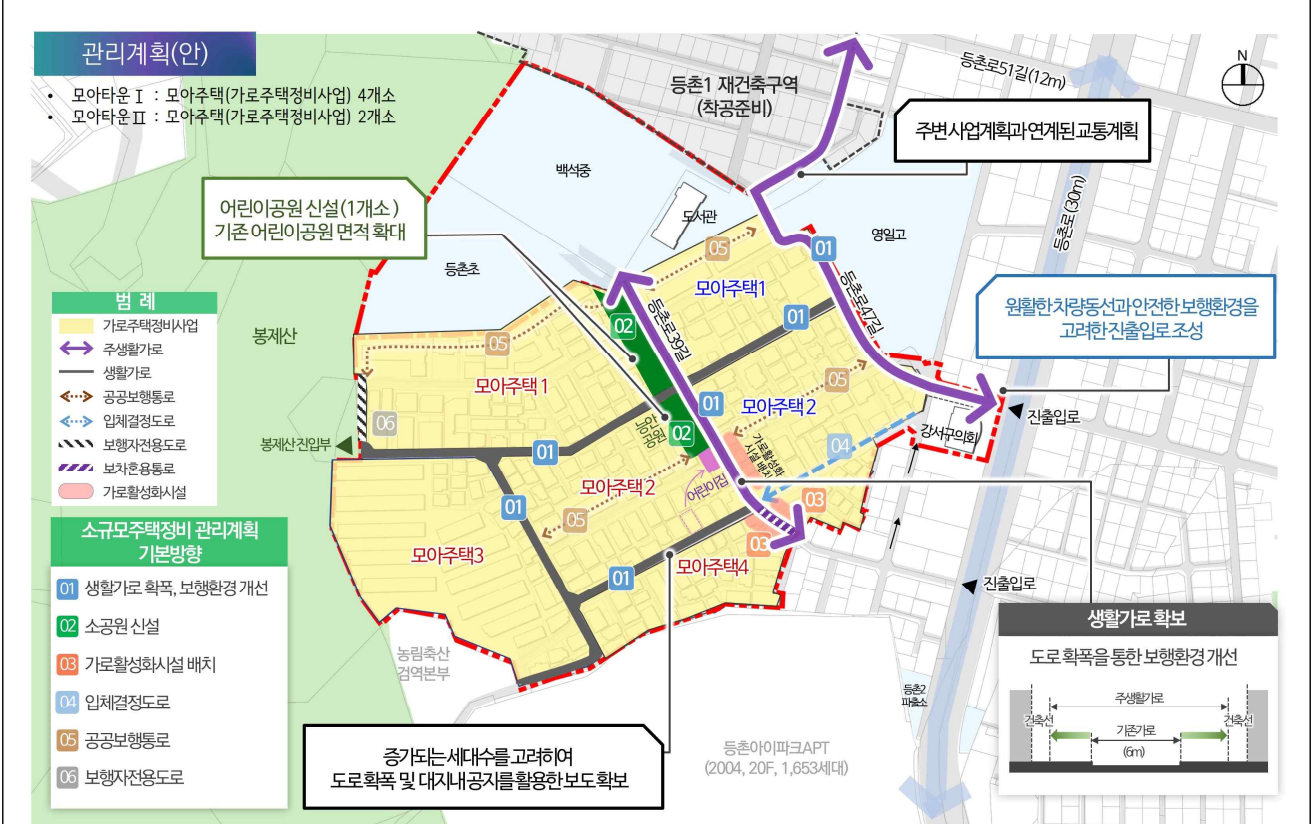 관리계획(안)
• 모아타운Ⅰ : 모아주택(가로주택정비사업) 4개소
• 모아타운Ⅱ : 모아주택(가로주택정비사업) 2개소
등촌1 재건축구역
(착공준비)
등촌로51길(12m)
N
주변 사업계획과 연계된 교통계획
백석중
어린이공원 신설(1개소)
기존 어린이공원 면적 확대
도서관
영일고
등촌로(30m)
등촌초
05
01
모아주택1
등촌로47길
원활한 차량동선과 안전한 보행환경을
고려한 진출입로 조성
범 례
가로주택정비사업
주생활가로
생활가로
공공보행통로
입체결정도로
보행자전용도로
보차혼용통로
가로활성화시설
봉제산
02
등촌로39길
01
05
모아주택1
05
01
모아주택2
06
02
어린이공원
04
강서구의회
진출입로
봉제산 진입부
01
가로활성화
시설 배치
모아주택2
어린이집
01
05
03
03
소규모주택정비 관리계획
기본방향
01 생활가로 확폭, 보행환경 개선
02 소공원 신설
03 가로활성화시설 배치
04 입체결정도로
05 공공보행통로
06 보행자전용도로
모아주택3
01
모아주택4
진출입로
농림축산
검역본부
등촌2
파출소
생활가로 확보
도로 확폭을 통한 보행환경 개선
주생활가로
건축선
기존가로
건축선
(6m)
증가되는 세대수를 고려하여
도로 확폭 및 대지내 공지를 활용한 보도 확보
등촌아이파크APT
(2004, 20F, 1,653세대)